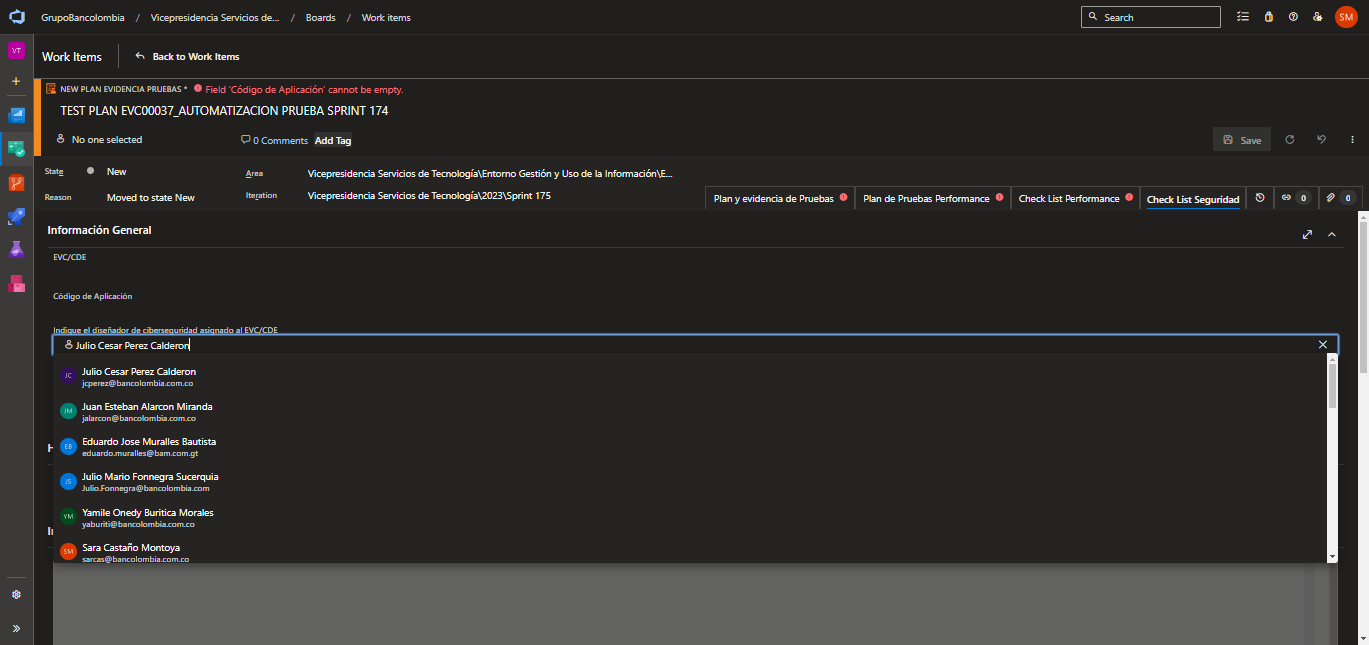 GrupoBancolombia / Vicepresidencia Servicios de... / Boards / Work items
Search
SM
VT
Work Items
Back to Work Items
NEW PLAN EVIDENCIA PRUEBAS * Field 'Código de Aplicación' cannot be empty.
TEST PLAN EVC00037_AUTOMATIZACION PRUEBA SPRINT 174
No one selected
0 Comments
Add Tag
Save
State
New
Area
Vicepresidencia Servicios de Tecnología\Entorno Gestión y Uso de la Información\E...
Reason
Moved to state New
Iteration
Vicepresidencia Servicios de Tecnología\2023\Sprint 175
Plan y evidencia de Pruebas
Plan de Pruebas Performance
Check List Performance
Check List Seguridad
0
0
Información General
EVC/CDE
Código de Aplicación
Indique el diseñador de ciberseguridad asignado al EVC/CDE
Julio Cesar Perez Calderon
JC
Julio Cesar Perez Calderon
jcperez@bancolombia.com.co
JM
Juan Esteban Alarcon Miranda
jalarcon@bancolombia.com.co
EB
Eduardo Jose Muralles Bautista
eduardo.muralles@bam.com.gt
JS
Julio Mario Fonnegra Sucerquia
Julio.Fonnegra@bancolombia.com
YM
Yamile Onedy Buritica Morales
yaburiti@bancolombia.com.co
SM
Sara Castaño Montoya
sarcas@bancolombia.com.co